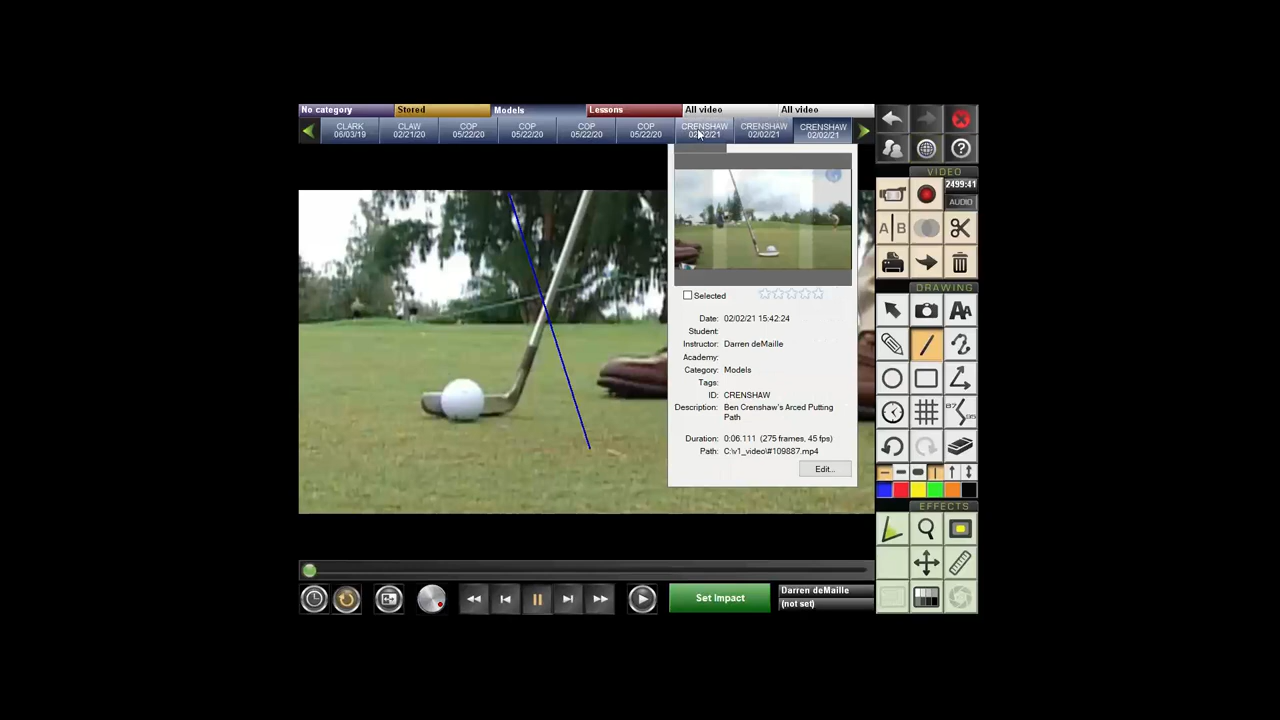 No category Stored Models Lessons All video All video
CLARK CLAW COP COP COP COP CRENSHAW CRENSHAW CRENSHAW
06/03/19 02/21/20 05/22/20 05/22/20 05/22/20 05/22/20 02/02/21 02/02/21 02/02/21
VIDEO
2499:41
AUDIO
A|B
DRAWING
AA
87
95
EFFECTS
Selected
Date: 02/02/21 15:42:24
Student:
Instructor: Darren deMaille
Academy:
Category: Models
Tags:
ID: CRENSHAW
Description: Ben Crenshaw's Arced Putting
Path
Duration: 0:06.111 (275 frames, 45 fps)
Path: C:\v1_video\#109887.mp4
Edit...
Set Impact
Darren deMaille
(not set)